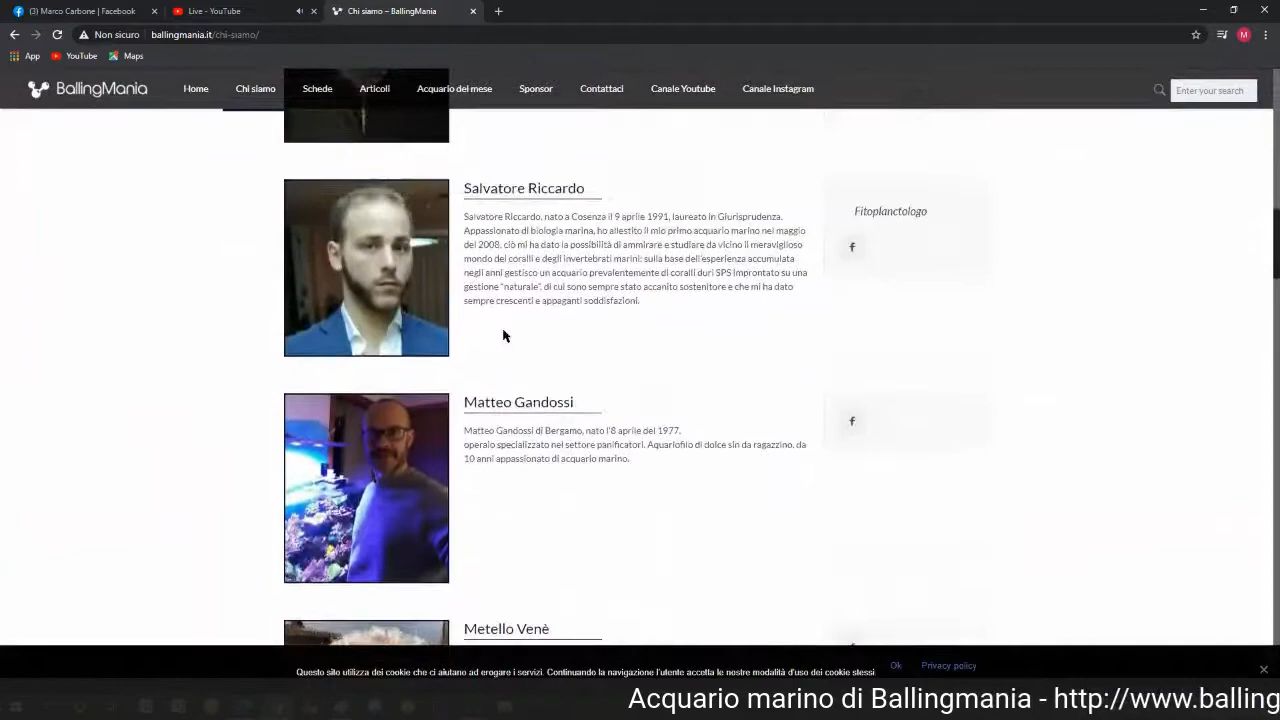 (3) Marco Carbone | Facebook
Live - YouTube
Chi siamo – BallingMania
Non sicuro
ballingmania.it/chi-siamo/
M
App
YouTube
Maps
BallingMania
Home
Chi siamo
Schede
Articoli
Acquario del mese
Sponsor
Contattaci
Canale Youtube
Canale Instagram
Enter your search
Salvatore Riccardo
Salvatore Riccardo, nato a Cosenza il 9 aprile 1991, laureato in Giurisprudenza.
Appassionato di biologia marina, ho allestito il mio primo acquario marino nel maggio
del 2008, ciò mi ha dato la possibilità di ammirare e studiare da vicino il meraviglioso
mondo dei coralli e degli invertebrati marini: sulla base dell'esperienza accumulata
negli anni gestisco un acquario prevalentemente di coralli duri SPS improntato su una
gestione "naturale", di cui sono sempre stato accanito sostenitore e che mi ha dato
sempre crescenti e appaganti soddisfazioni.
Fitoplanctologo
Matteo Gandossi
Matteo Gandossi di Bergamo, nato l'8 aprile del 1977.
operaio specializzato nel settore panificatori. Aquariofilo di dolce sin da ragazzino, da
10 anni appassionato di acquario marino.
Metello Venè
Questo sito utilizza dei cookie che ci aiutano ad erogare i servizi. Continuando la navigazione l'utente accetta le nostre modalità d'uso dei cookie stessi.
Ok
Privacy policy
Acquario marino di Ballingmania - http://www.balling